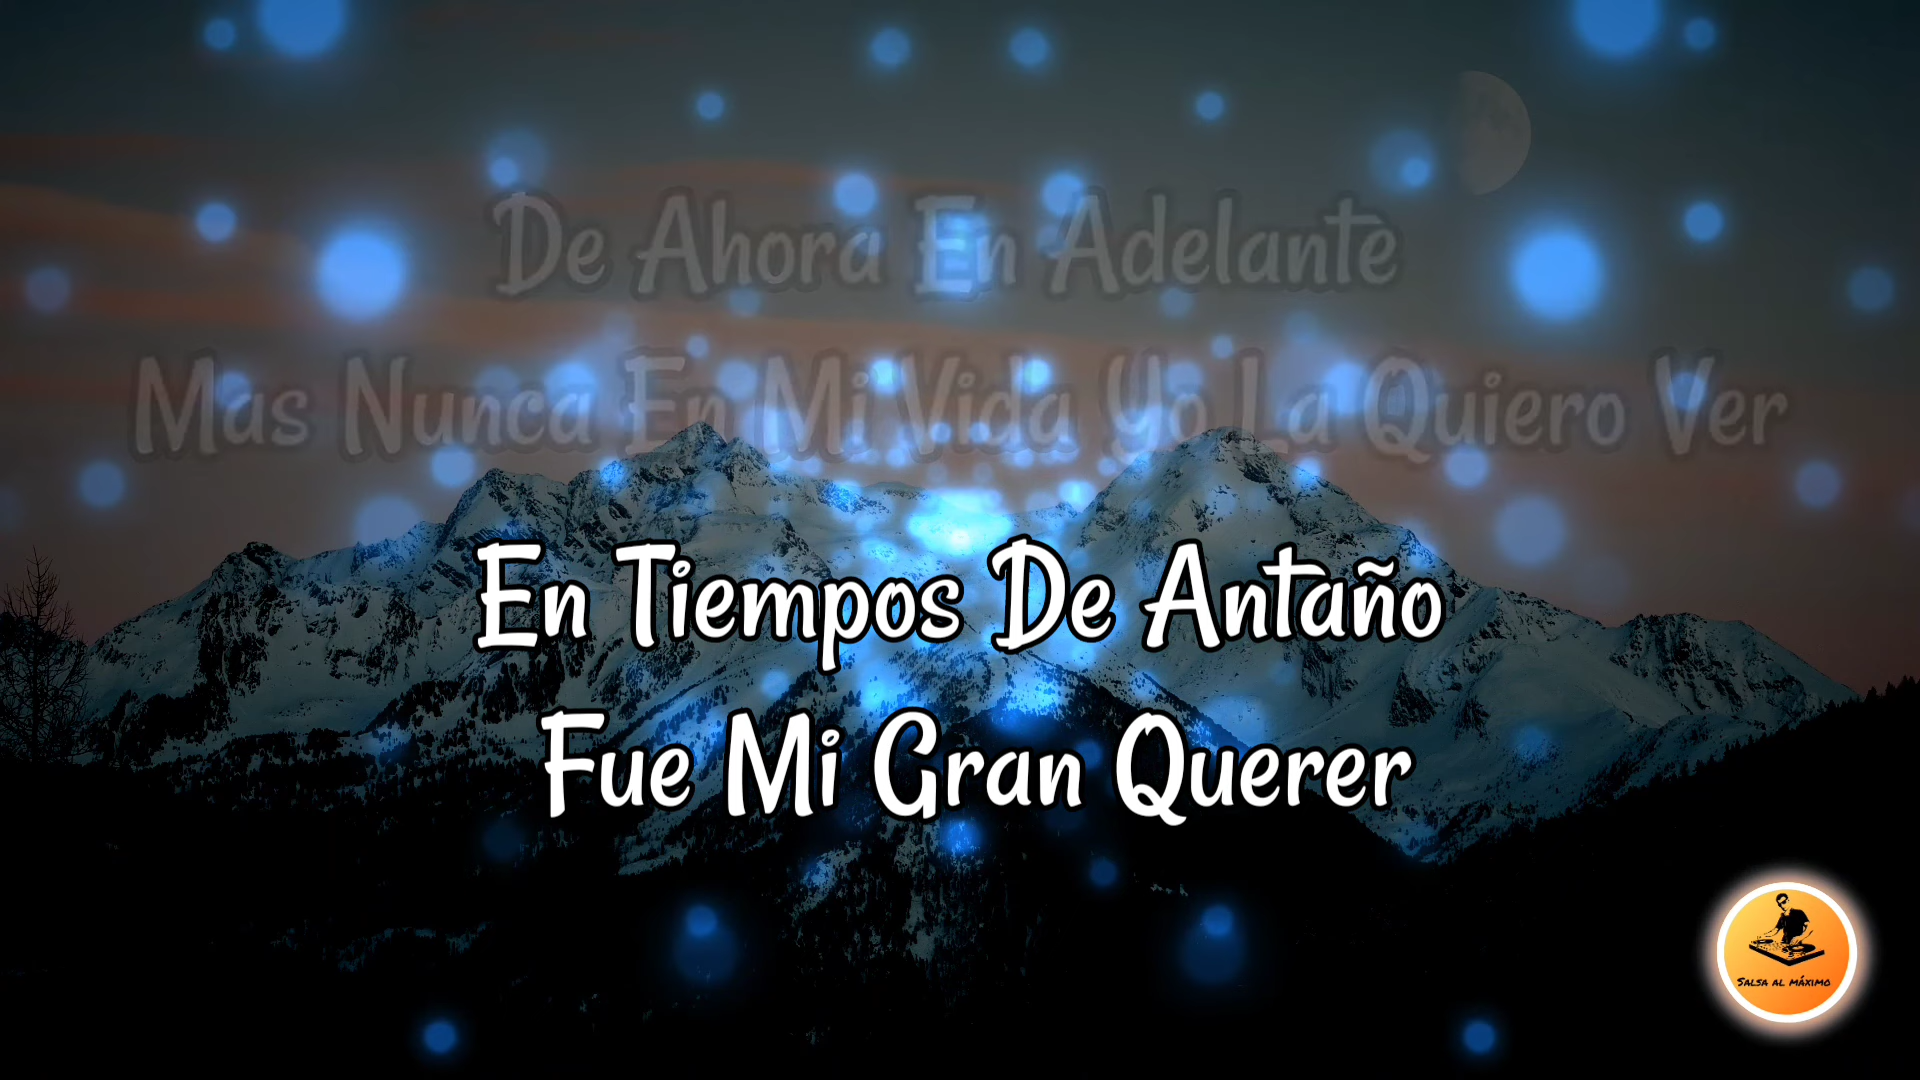 De Ahora En Adelante
Mas Nunca En Mi Vida Yo La Quiero Ver
En Tiempos De Antaño
Fue Mi Gran Querer
Salsa al máximo